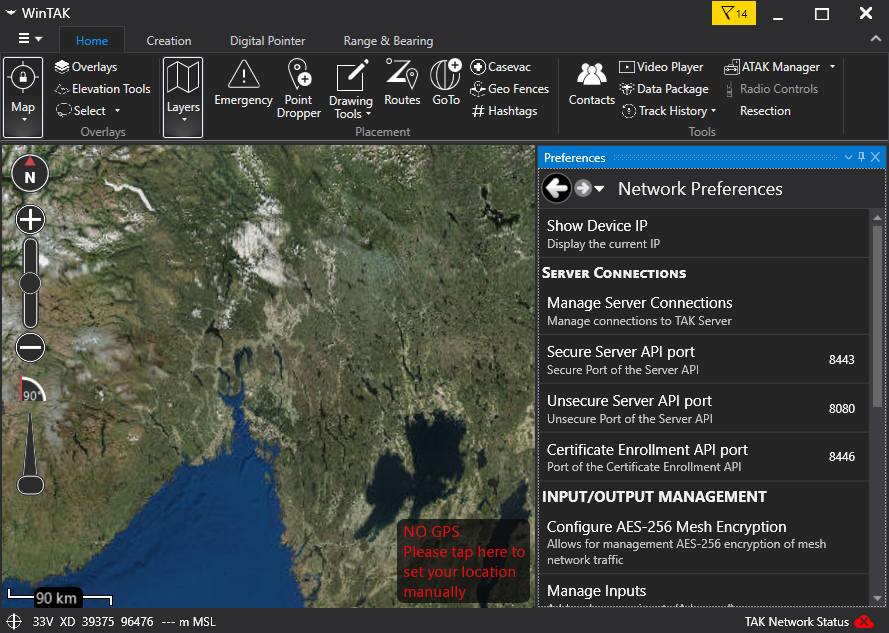 WinTAK
14
Home
Creation
Digital Pointer
Range & Bearing
Map
Overlays
Elevation Tools
Select
Overlays
Layers
Emergency
Point
Dropper
Drawing
Tools
Routes
GoTo
Casevac
Geo Fences
Hashtags
Placement
Contacts
Video Player
Data Package
Track History
ATAK Manager
Radio Controls
Resection
Tools
N
90°
NO GPS
Please tap here to
set your location
manually
90 km
Preferences
Network Preferences
Show Device IP
Display the current IP
Server Connections
Manage Server Connections
Manage connections to TAK Server
Secure Server API port
Secure Port of the Server API
8443
Unsecure Server API port
Unsecure Port of the Server API
8080
Certificate Enrollment API port
Port of the Certificate Enrollment API
8446
INPUT/OUTPUT MANAGEMENT
Configure AES-256 Mesh Encryption
Allows for management AES-256 encryption of mesh
network traffic
Manage Inputs
33V XD 39375 96476 --- m MSL
TAK Network Status